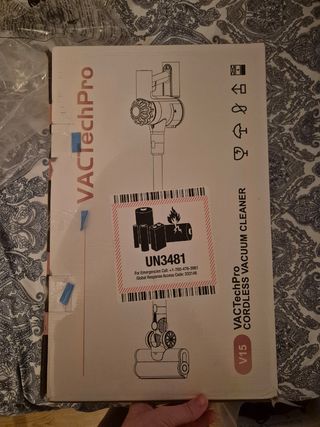 VACTechPro
UN3481
For Emergencies Call: +1-760-476-3961
Global Response Access Code: 333146
V15
VACTechPro
CORDLESS VACUUM CLEANER